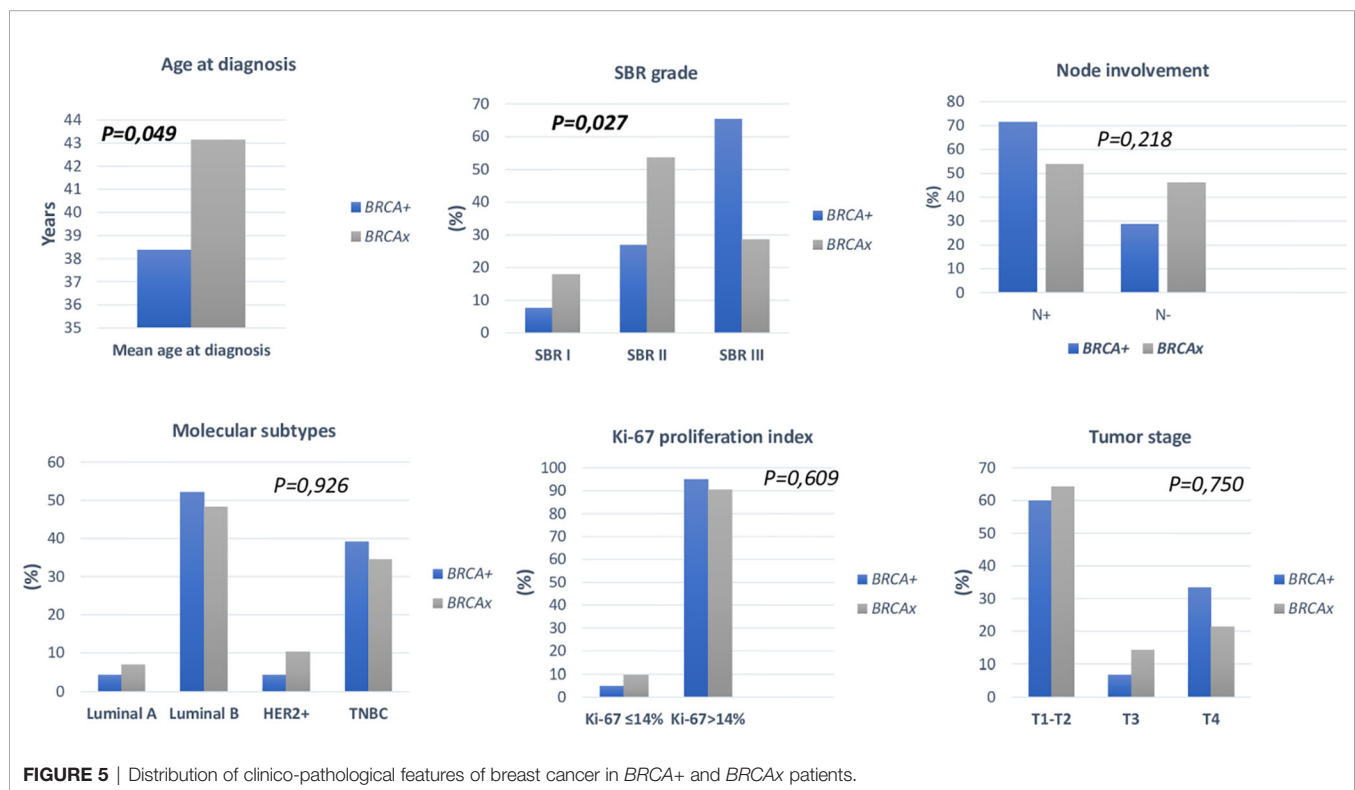 Age at diagnosis
P=0,049
Years
44
43
42
41
40
39
38
37
36
35
Mean age at diagnosis
BRCA+
BRCAx
SBR grade
P=0,027
(%)
70
60
50
40
30
20
10
0
SBR I SBR II SBR III
BRCA+
BRCAx
Node involvement
P=0,218
(%)
80
70
60
50
40
30
20
10
0
N+ N-
BRCA+ BRCAx
Molecular subtypes
P=0,926
(%)
60
50
40
30
20
10
0
Luminal A Luminal B HER2+ TNBC
BRCA+
BRCAx
Ki-67 proliferation index
P=0,609
(%)
100
90
80
70
60
50
40
30
20
10
0
Ki-67 ≤14% Ki-67>14%
BRCA+
BRCAx
Tumor stage
P=0,750
(%)
70
60
50
40
30
20
10
0
T1-T2 T3 T4
BRCA+
BRCAx
FIGURE 5 | Distribution of clinico-pathological features of breast cancer in BRCA+ and BRCAx patients.